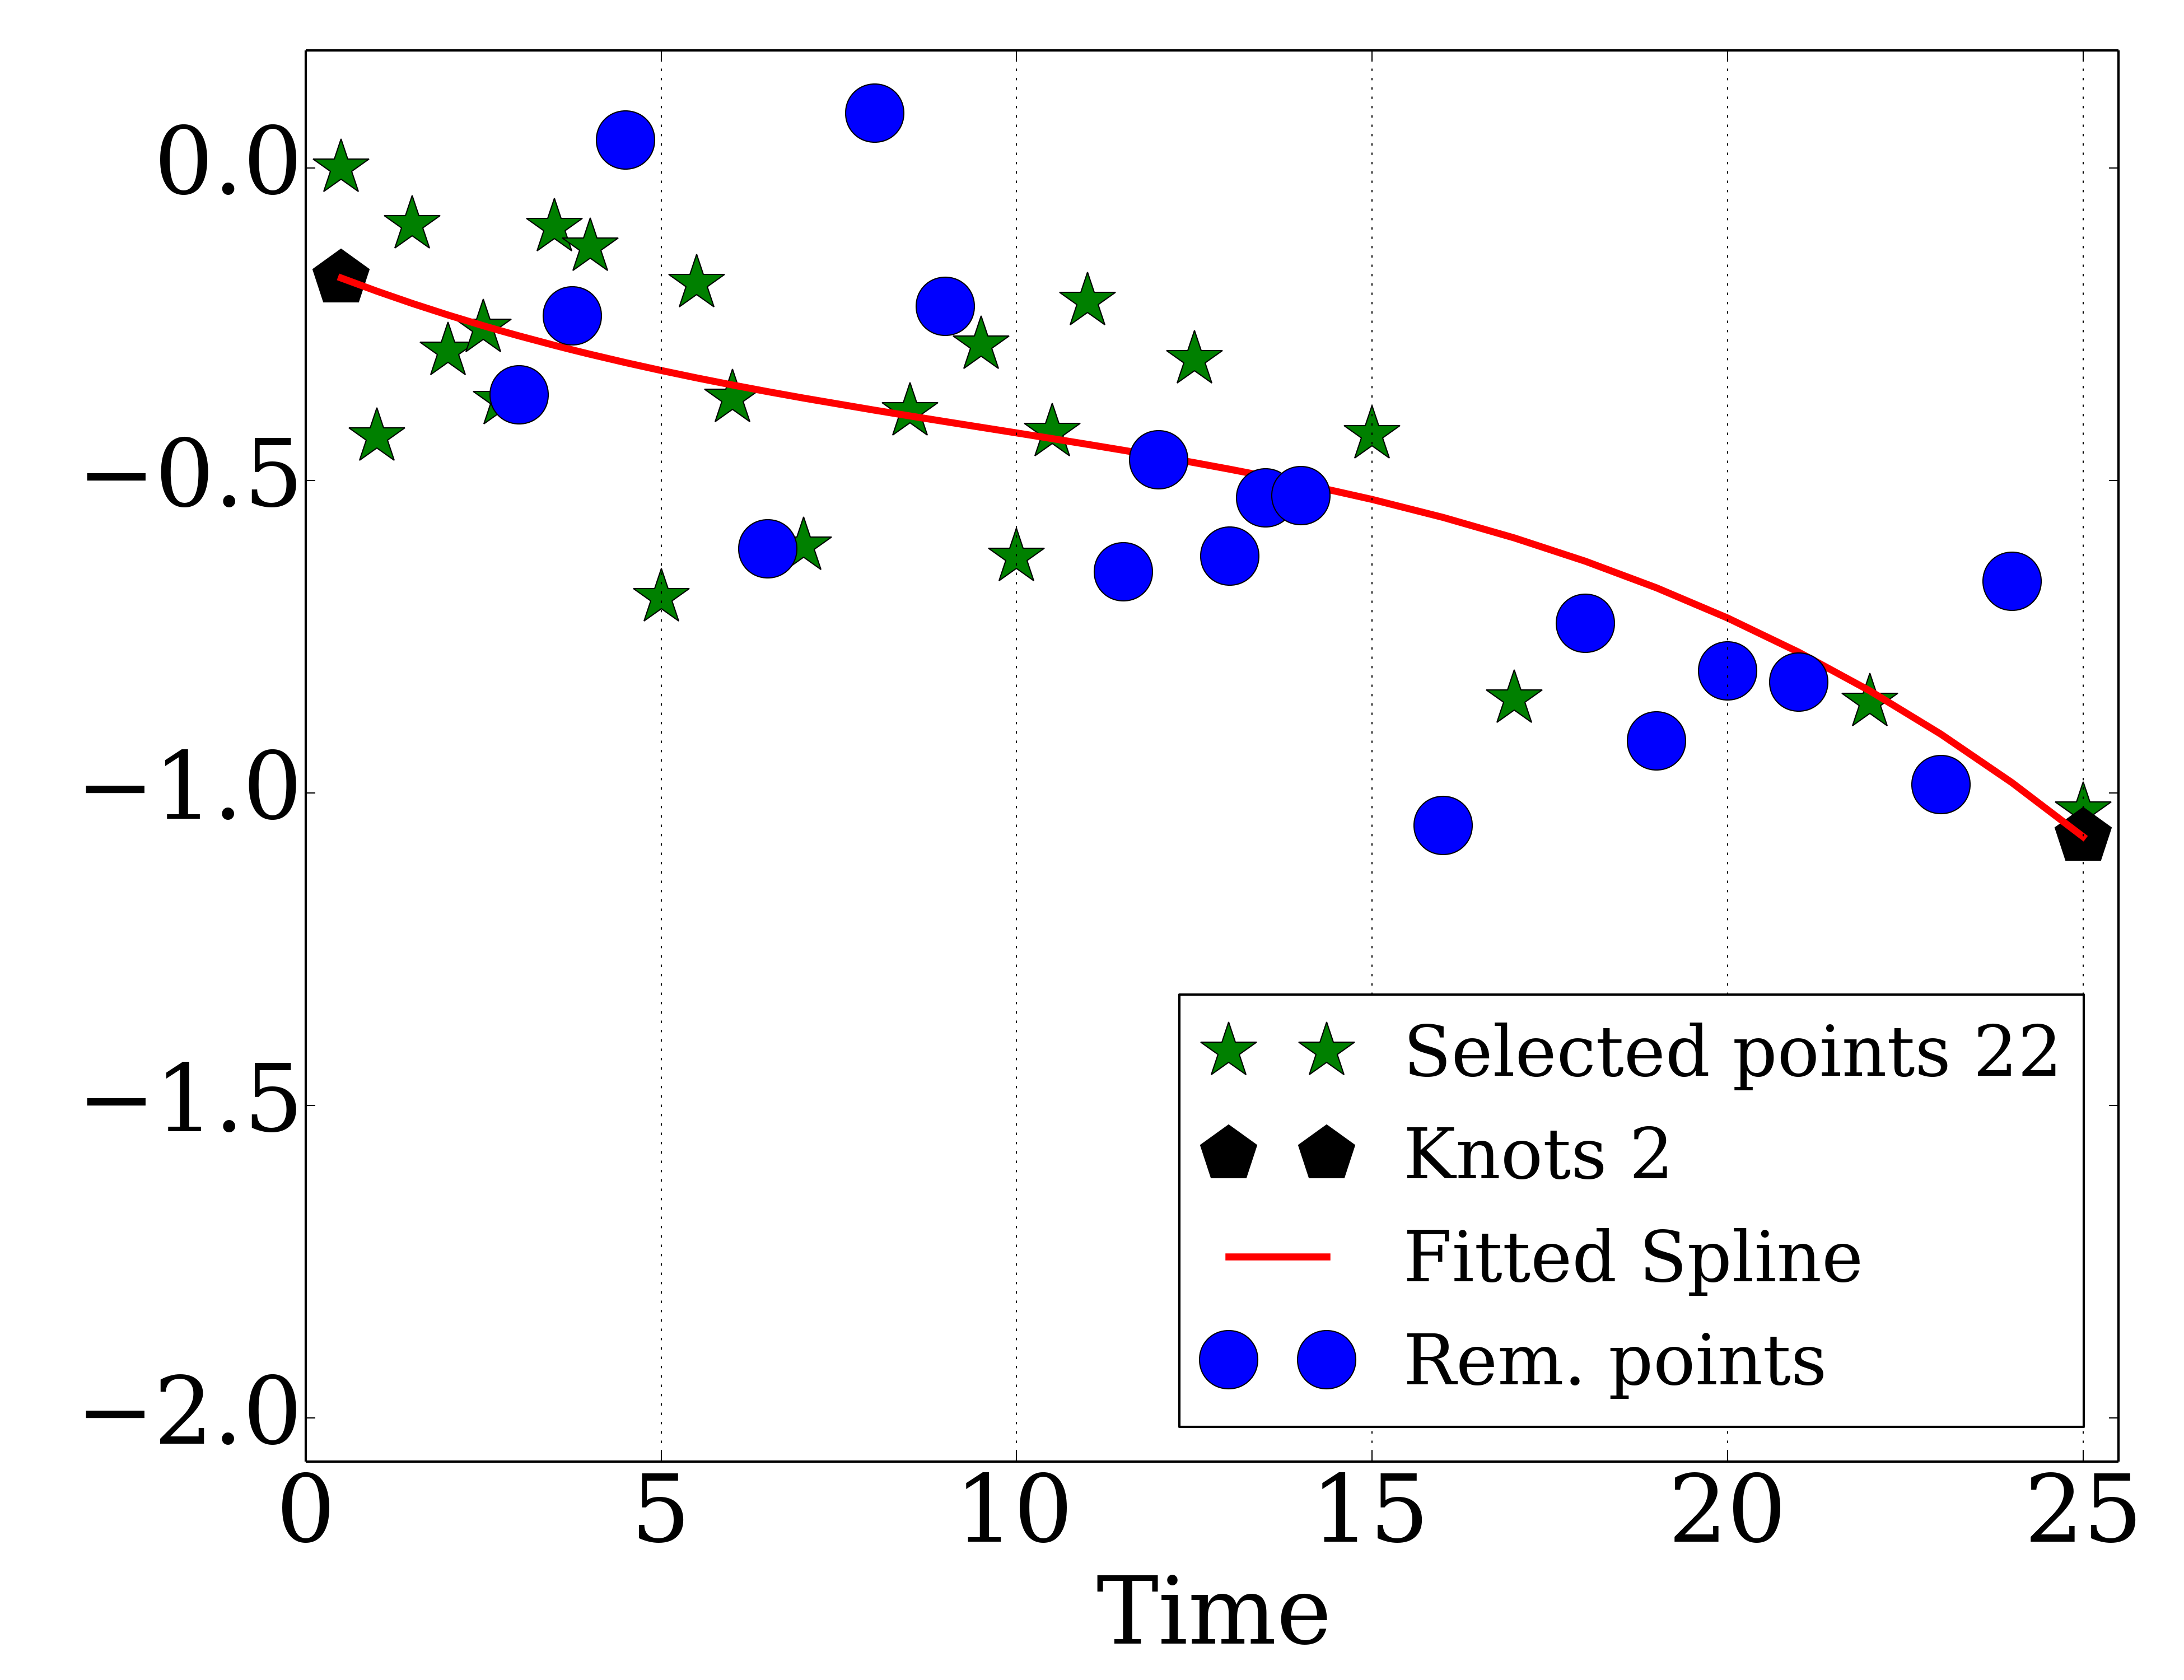 0.0
−0.5
−1.0
−1.5
−2.0
Selected points 22
Knots 2
Fitted Spline
Rem. points
0 5 10 15 20 25
Time